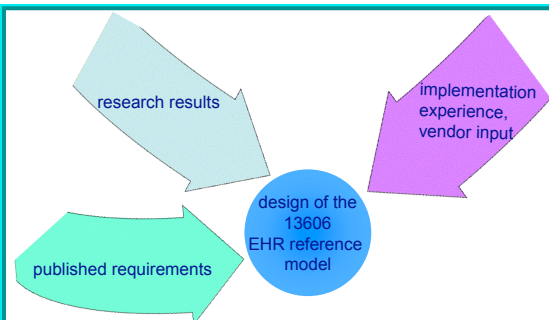 research results
implementation
experience,
vendor input
design of the
13606
EHR reference
model
published requirements